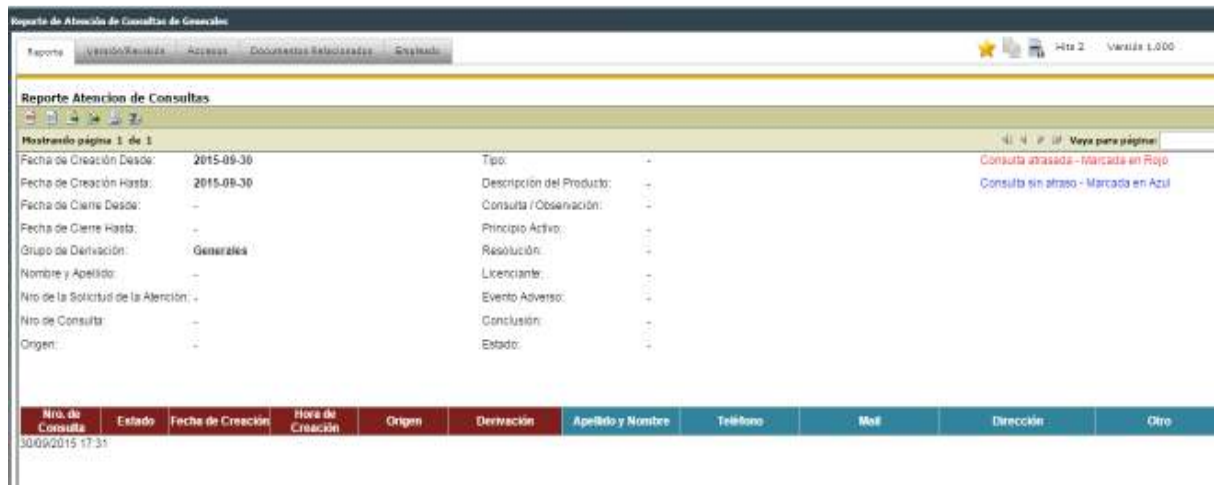 Reporte de Atención de Consultas de Generales
Reporte Versión/Revisión Accesos Documentos Relacionados Empleado Hits 2 Versión 1.000
Reporte Atencion de Consultas
Mostrando página 1 de 1 Vaya para página:
Fecha de Creación Desde: 2015-09-30 Tipo: - Consulta atrasada - Marcada en Rojo
Fecha de Creación Hasta: 2015-09-30 Descripción del Producto: - Consulta sin atraso - Marcada en Azul
Fecha de Cierre Desde: - Consulta / Observación: -
Fecha de Cierre Hasta: - Principio Activo: -
Grupo de Derivación: Generales Resolución: -
Nombre y Apellido: - Licenciante: -
Nro de la Solicitud de la Atención: - Evento Adverso: -
Nro de Consulta: - Conclusión: -
Origen: - Estado: -
Nro. de Consulta Estado Fecha de Creación Hora de Creación Origen Derivación Apellido y Nombre Teléfono Mail Dirección Otro
30/09/2015 17:31